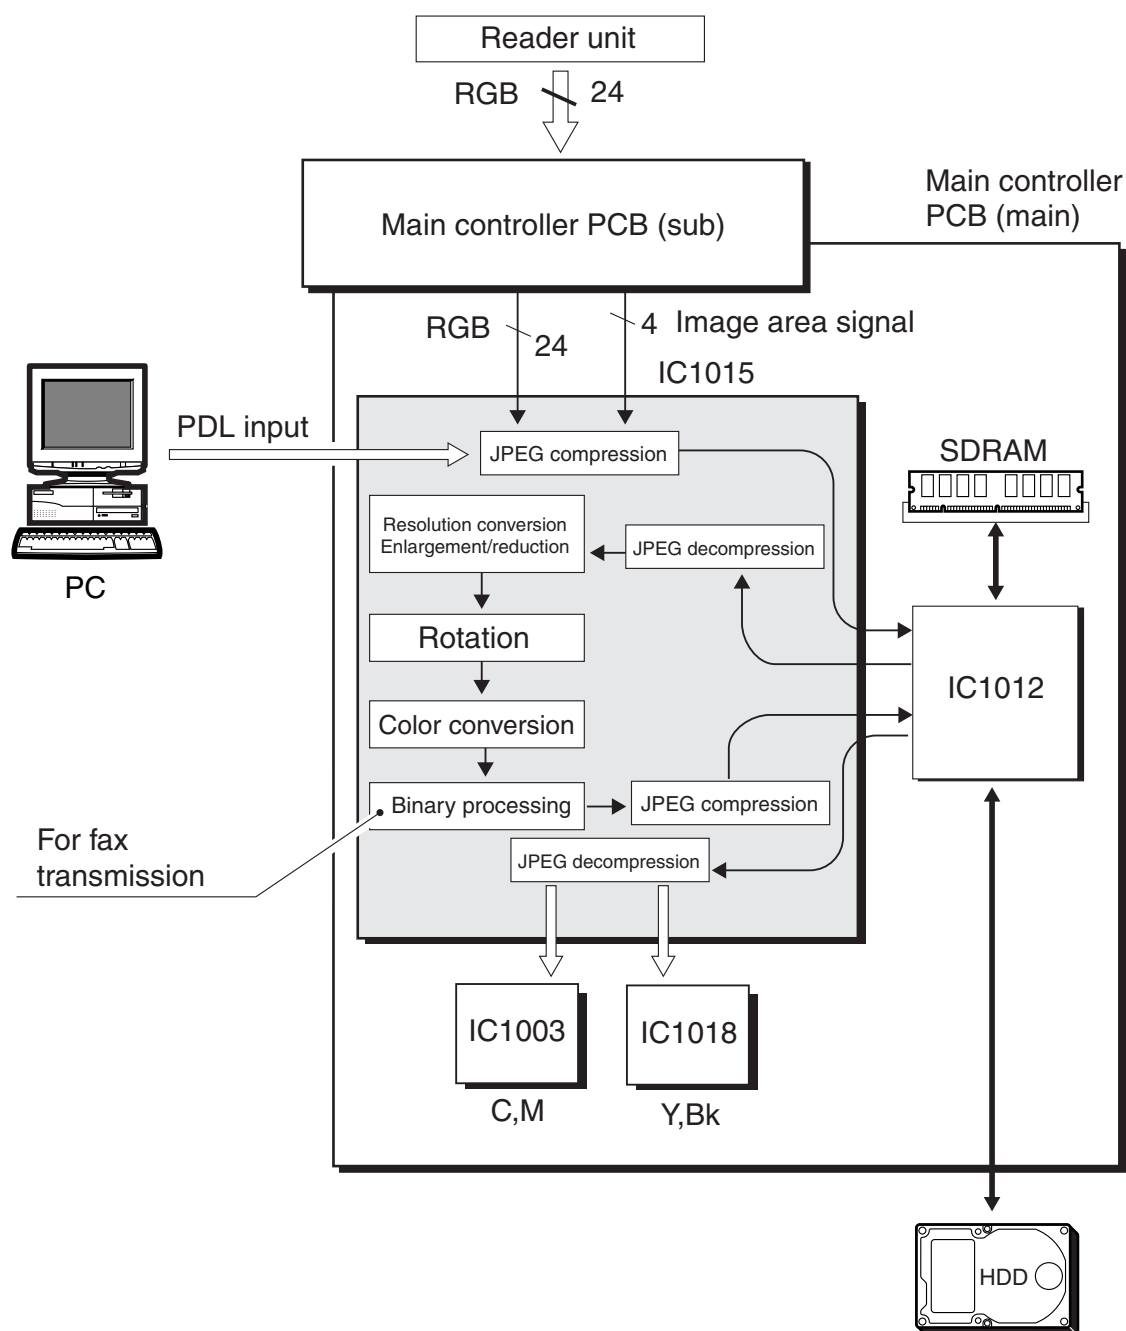 Reader unit
RGB
24
Main controller
PCB (main)
Main controller PCB (sub)
RGB
24
4
Image area signal
IC1015
PDL input
PC
JPEG compression
SDRAM
Resolution conversion
Enlargement/reduction
JPEG decompression
Rotation
IC1012
Color conversion
Binary processing
JPEG compression
For fax
transmission
JPEG decompression
IC1003
IC1018
C,M
Y,Bk
HDD